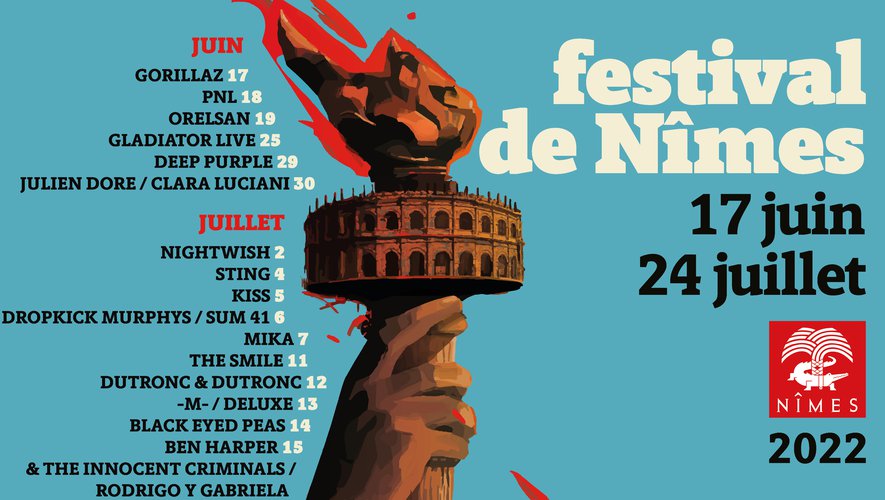 JUIN
GORILLAZ 17
PNL 18
ORELSAN 19
GLADIATOR LIVE 25
DEEP PURPLE 29
JULIEN DORE / CLARA LUCIANI 30
JUILLET
NIGHTWISH 2
STING 4
KISS 5
DROPKICK MURPHYS / SUM 41 6
MIKA 7
THE SMILE 11
DUTRONC & DUTRONC 12
-M- / DELUXE 13
BLACK EYED PEAS 14
BEN HARPER 15
& THE INNOCENT CRIMINALS /
RODRIGO Y GABRIELA
festival
de Nîmes
17 juin
24 juillet
NÎMES
2022